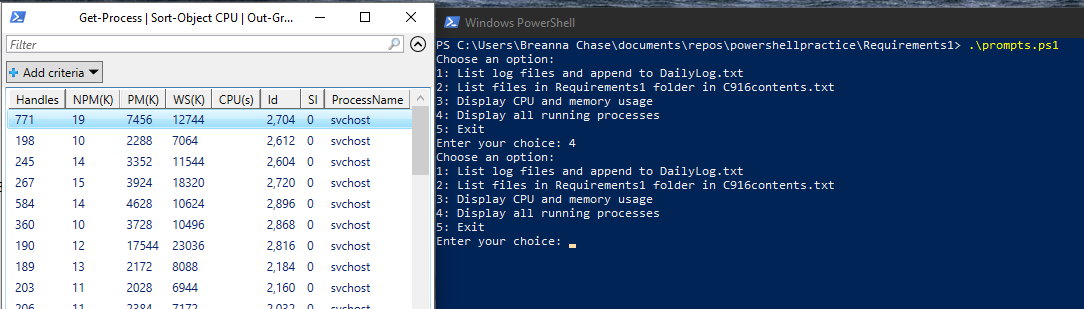 Get-Process | Sort-Object CPU | Out-Gr...
Filter
Add criteria
Handles NPM(K) PM(K) WS(K) CPU(s) Id SI ProcessName
771 19 7456 12744 2,704 0 svchost
198 10 2288 7064 2,612 0 svchost
245 14 3352 11544 2,604 0 svchost
267 15 3924 18320 2,720 0 svchost
584 14 4628 10624 2,896 0 svchost
360 10 3728 10496 2,868 0 svchost
190 12 17544 23036 2,816 0 svchost
189 13 2172 8088 2,184 0 svchost
203 11 2028 6944 2,160 0 svchost
206 11 2384 7172 2,032 0 svchost
Windows PowerShell
PS C:\Users\Breanna Chase\documents\repos\powershellpractice\Requirements1> .\prompts.ps1
Choose an option:
1: List log files and append to DailyLog.txt
2: List files in Requirements1 folder in C916contents.txt
3: Display CPU and memory usage
4: Display all running processes
5: Exit
Enter your choice: 4
Choose an option:
1: List log files and append to DailyLog.txt
2: List files in Requirements1 folder in C916contents.txt
3: Display CPU and memory usage
4: Display all running processes
5: Exit
Enter your choice: